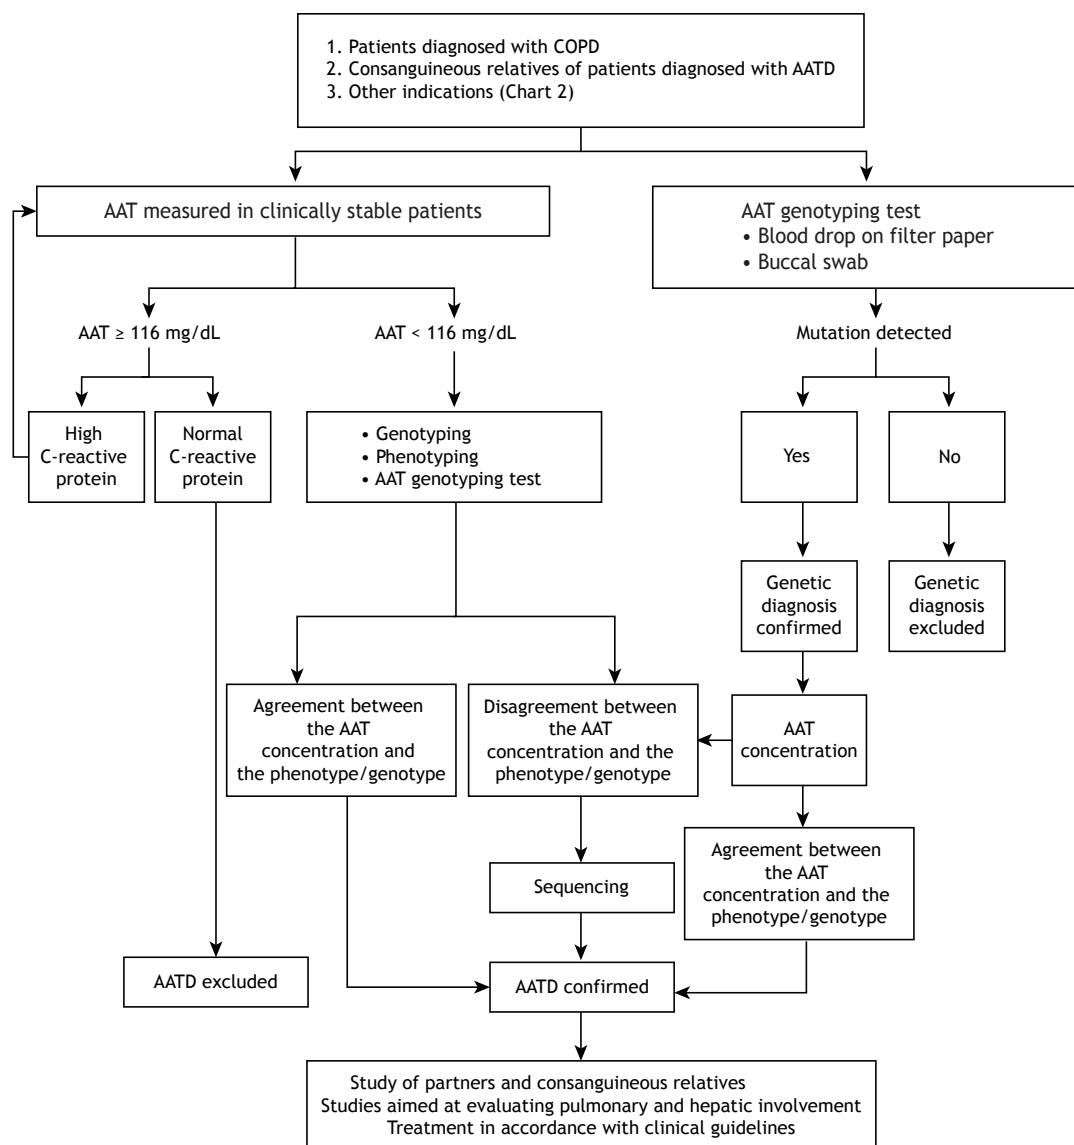 1. Patients diagnosed with COPD
2. Consanguineous relatives of patients diagnosed with AATD
3. Other indications (Chart 2)
AAT measured in clinically stable patients
AAT genotyping test
• Blood drop on filter paper
• Buccal swab
AAT ≥ 116 mg/dL
AAT < 116 mg/dL
Mutation detected
High
C-reactive
protein
Normal
C-reactive
protein
• Genotyping
• Phenotyping
• AAT genotyping test
Yes
No
Genetic
diagnosis
confirmed
Genetic
diagnosis
excluded
Agreement between
the AAT
concentration and
the phenotype/genotype
Disagreement between
the AAT
concentration and the
phenotype/genotype
AAT
concentration
Agreement between
the AAT
concentration and the
phenotype/genotype
Sequencing
AATD excluded
AATD confirmed
Study of partners and consanguineous relatives
Studies aimed at evaluating pulmonary and hepatic involvement
Treatment in accordance with clinical guidelines